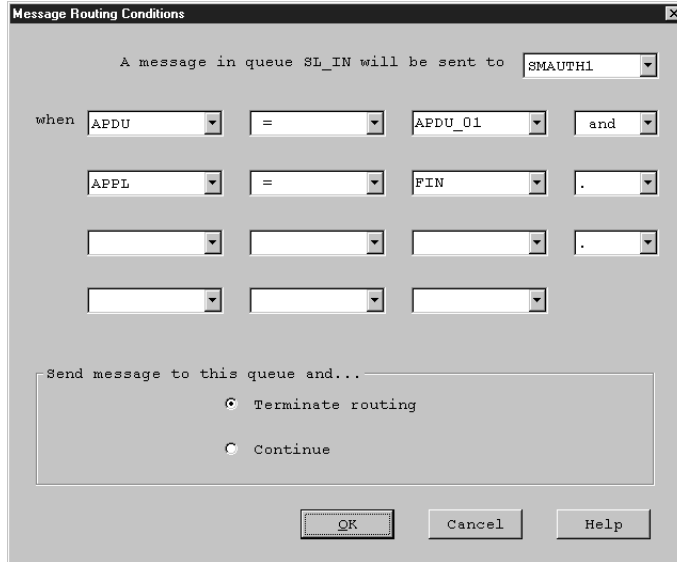 Message Routing Conditions
A message in queue SL_IN will be sent to SMAUTH1
when APDU = APDU_01 and
APPL = FIN .
.
Send message to this queue and...
Terminate routing
Continue
OK Cancel Help